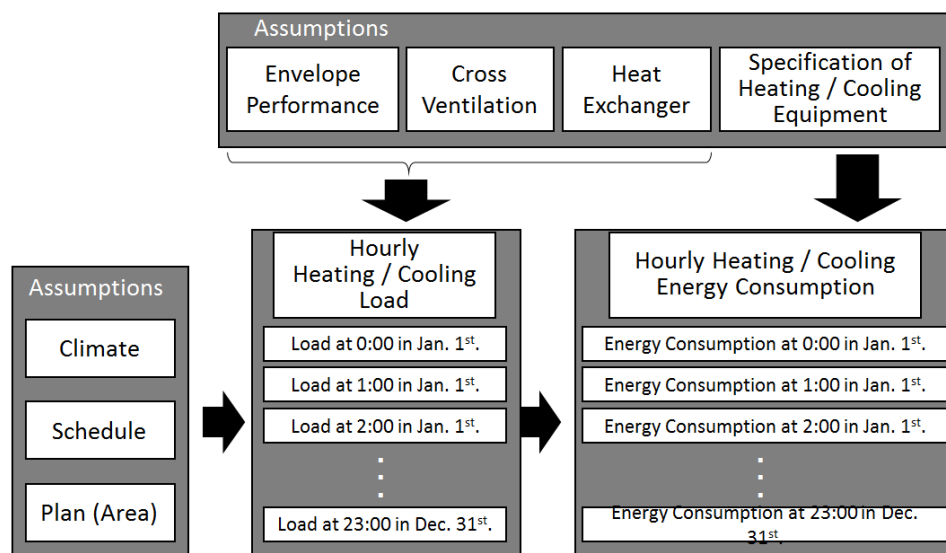 Assumptions
Envelope
Performance
Cross
Ventilation
Heat
Exchanger
Specification of
Heating / Cooling
Equipment
Assumptions
Climate
Schedule
Plan (Area)
Hourly
Heating / Cooling
Load
Load at 0:00 in Jan. 1st.
Load at 1:00 in Jan. 1st.
Load at 2:00 in Jan. 1st.
Load at 23:00 in Dec. 31st.
Hourly Heating / Cooling
Energy Consumption
Energy Consumption at 0:00 in Jan. 1st.
Energy Consumption at 1:00 in Jan. 1st.
Energy Consumption at 2:00 in Jan. 1st.
Energy Consumption at 23:00 in Dec.
31st.